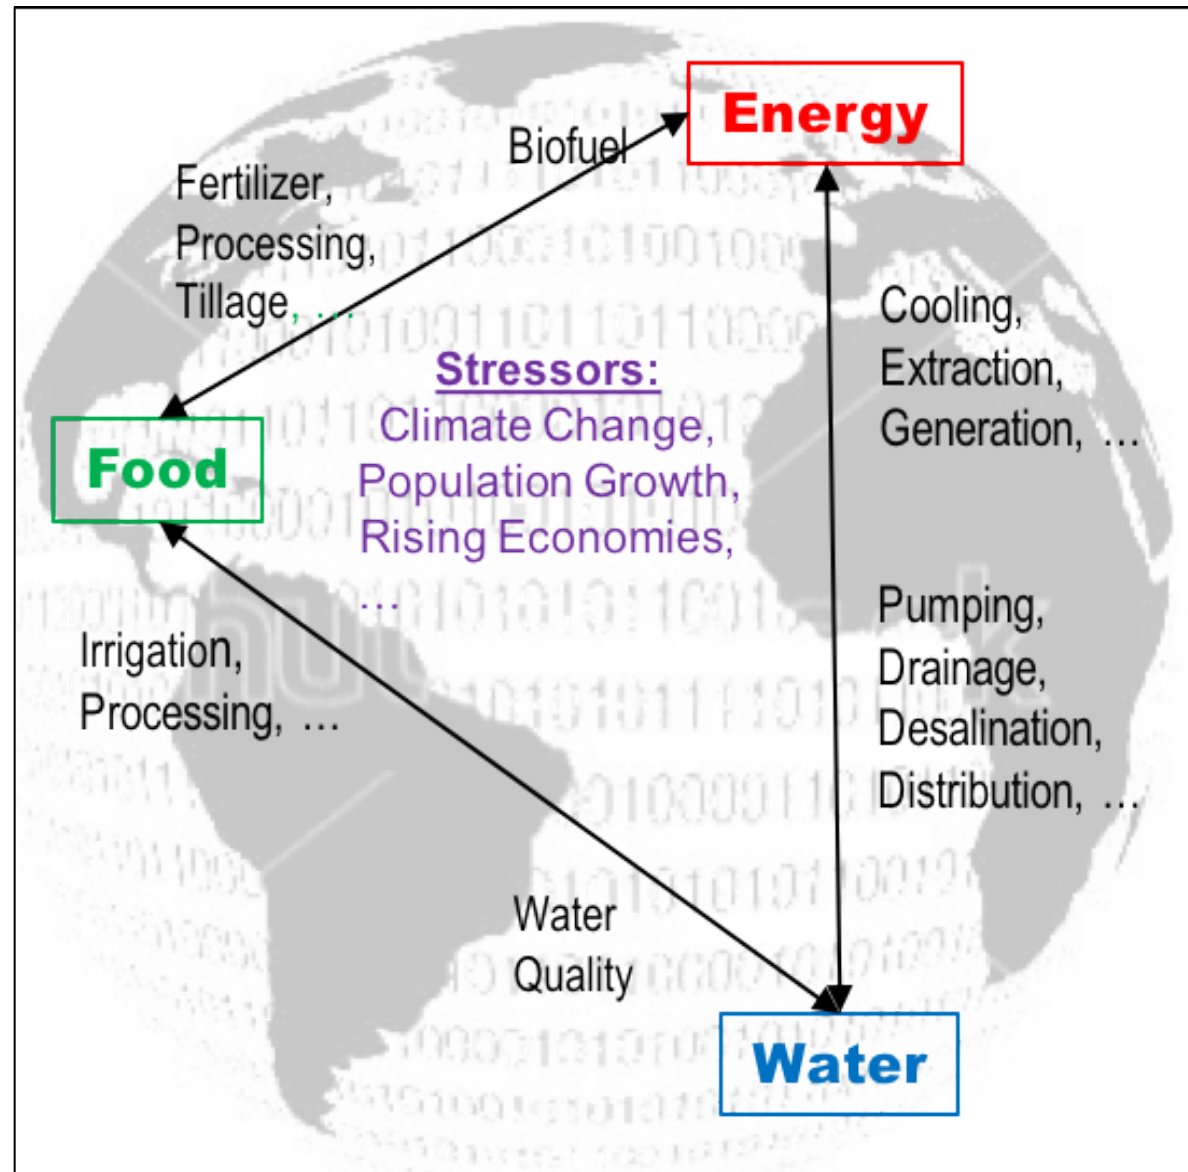 Energy
Biofuel
Fertilizer,
Processing,
Tillage, ...
Cooling,
Extraction,
Generation, ...
Stressors:
Climate Change,
Population Growth,
Rising Economies,
...
Food
Irrigation,
Processing, ...
Pumping,
Drainage,
Desalination,
Distribution, ...
Water
Quality
Water